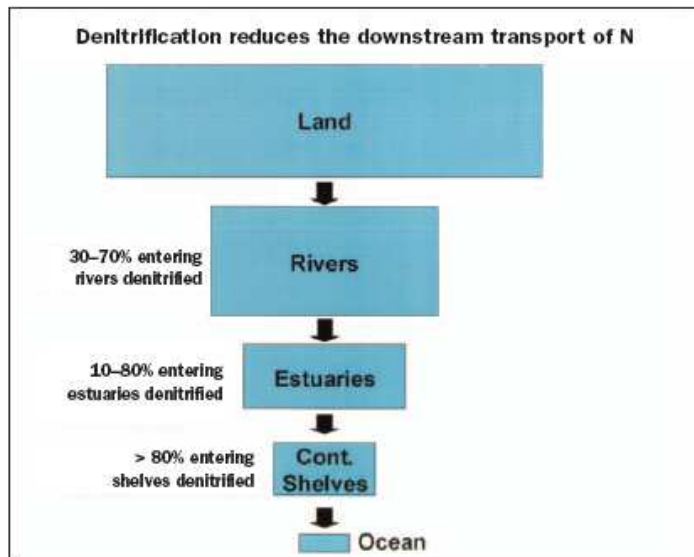 Denitrification reduces the downstream transport of N
Land
30–70% entering
rivers denitrified
Rivers
10–80% entering
estuaries denitrified
Estuaries
> 80% entering
shelves denitrified
Cont.
Shelves
Ocean